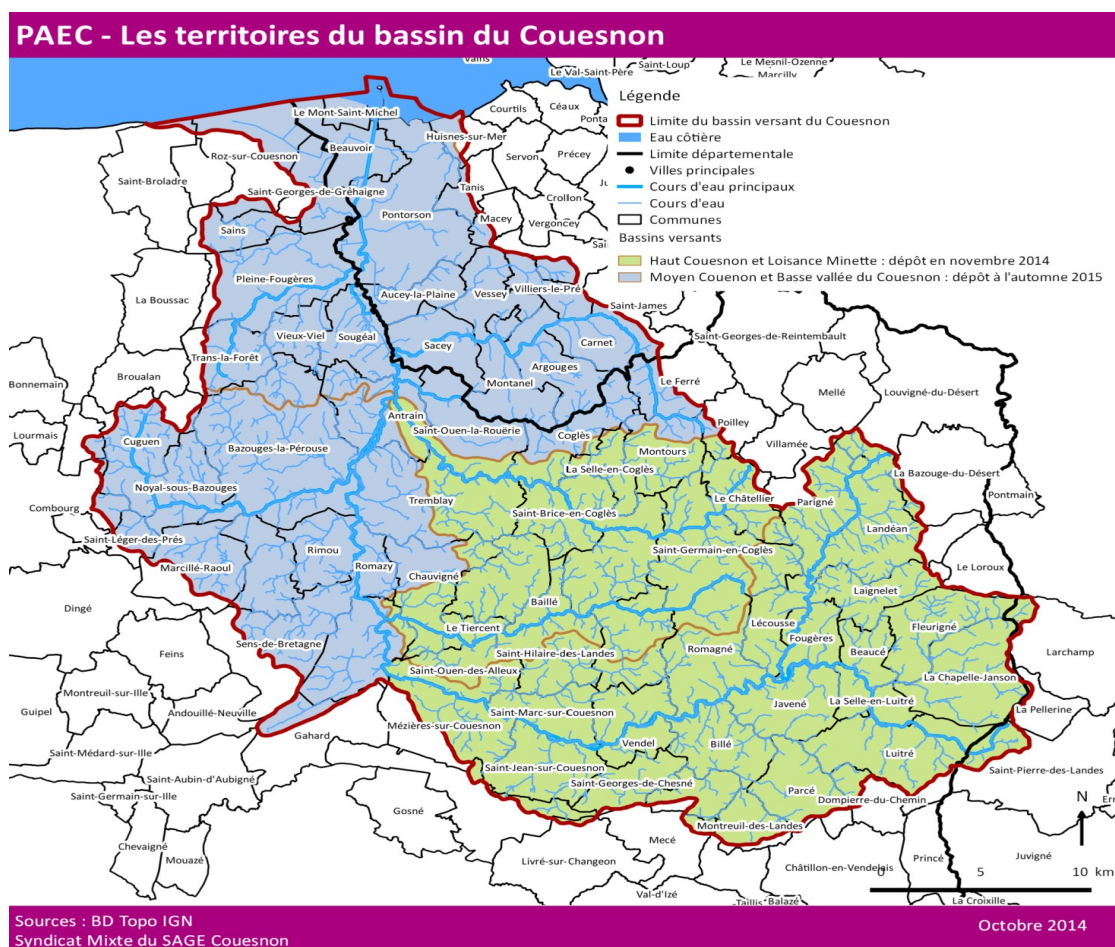 PAEC - Les territoires du bassin du Couesnon
Vains
Saint-Loup
Le Mesnil-Ozenne
Le Val-Saint-Père
Marcilly
Légende
Limite du bassin versant du Couesnon
Eau côtière
Limite départementale
Villes principales
Cours d'eau principaux
Cours d'eau
Communes
Bassins versants
Haut Couesnon et Loisance Minette : dépôt en novembre 2014
Moyen Couenon et Basse vallée du Couesnon : dépôt à l'automne 2015
Courtils
Céaux
Le Mont-Saint-Michel
Huisnes-sur-Mer
Beauvoir
Servon
Précey
Roz-sur-Couesnon
Saint-Broladre
Saint-Georges-de-Gréhaigne
Tanis
Crollon
Pontorson
Macey
Vergoncey
Sains
Pleine-Fougères
La Boussac
Aucey-la-Plaine
Vessey
Villiers-le-Pré
Saint-James
Vieux-Viel
Sougéal
Sacey
Carnet
Saint-Georges-de-Reintembault
Trans-la-Forêt
Argouges
Bonnemain
Broualan
Montanel
Le Ferré
Mellé
Louvigné-du-Désert
Antrain
Poilley
Lourmais
Cuguen
Saint-Ouen-la-Rouërie
Coglès
Villamée
Bazouges-la-Pérouse
Montours
La Selle-en-Coglès
La Bazouge-du-Désert
Noyal-sous-Bazouges
Tremblay
Le Châtellier
Parigné
Pontmain
Combourg
Saint-Brice-en-Coglès
Landéan
Saint-Léger-des-Prés
Rimou
Saint-Germain-en-Coglès
Marcillé-Raoul
Romazy
Chauvigné
Le Loroux
Baillé
Laignelet
Dingé
Le Tiercent
Lécousse
Fleurigné
Sens-de-Bretagne
Fougères
Feins
Saint-Hilaire-des-Landes
Romagné
Beaucé
Larchamp
Saint-Ouen-des-Alleux
La Chapelle-Janson
Montreuil-sur-Ille
Guipel
Andouillé-Neuville
Saint-Marc-sur-Couesnon
Javené
La Selle-en-Luitré
La Pellerine
Mézières-sur-Couesnon
Gahard
Vendel
Billé
Saint-Médard-sur-Ille
Luitré
Saint-Jean-sur-Couesnon
Saint-Pierre-des-Landes
Saint-Aubin-d'Aubigné
Saint-Georges-de-Chesné
Parcé
Saint-Germain-sur-Ille
Dompierre-du-Chemin
Gosné
Montreuil-des-Landes
N
Chevaigné
Mecé
Mouazé
Livré-sur-Changeon
Châtillon-en-Vendelais
Princé
Juvigné
0 5 10 km
Val-d'Izé
Taillis
Balazé
La Croixille
Sources : BD Topo IGN
Octobre 2014
Syndicat Mixte du SAGE Couesnon